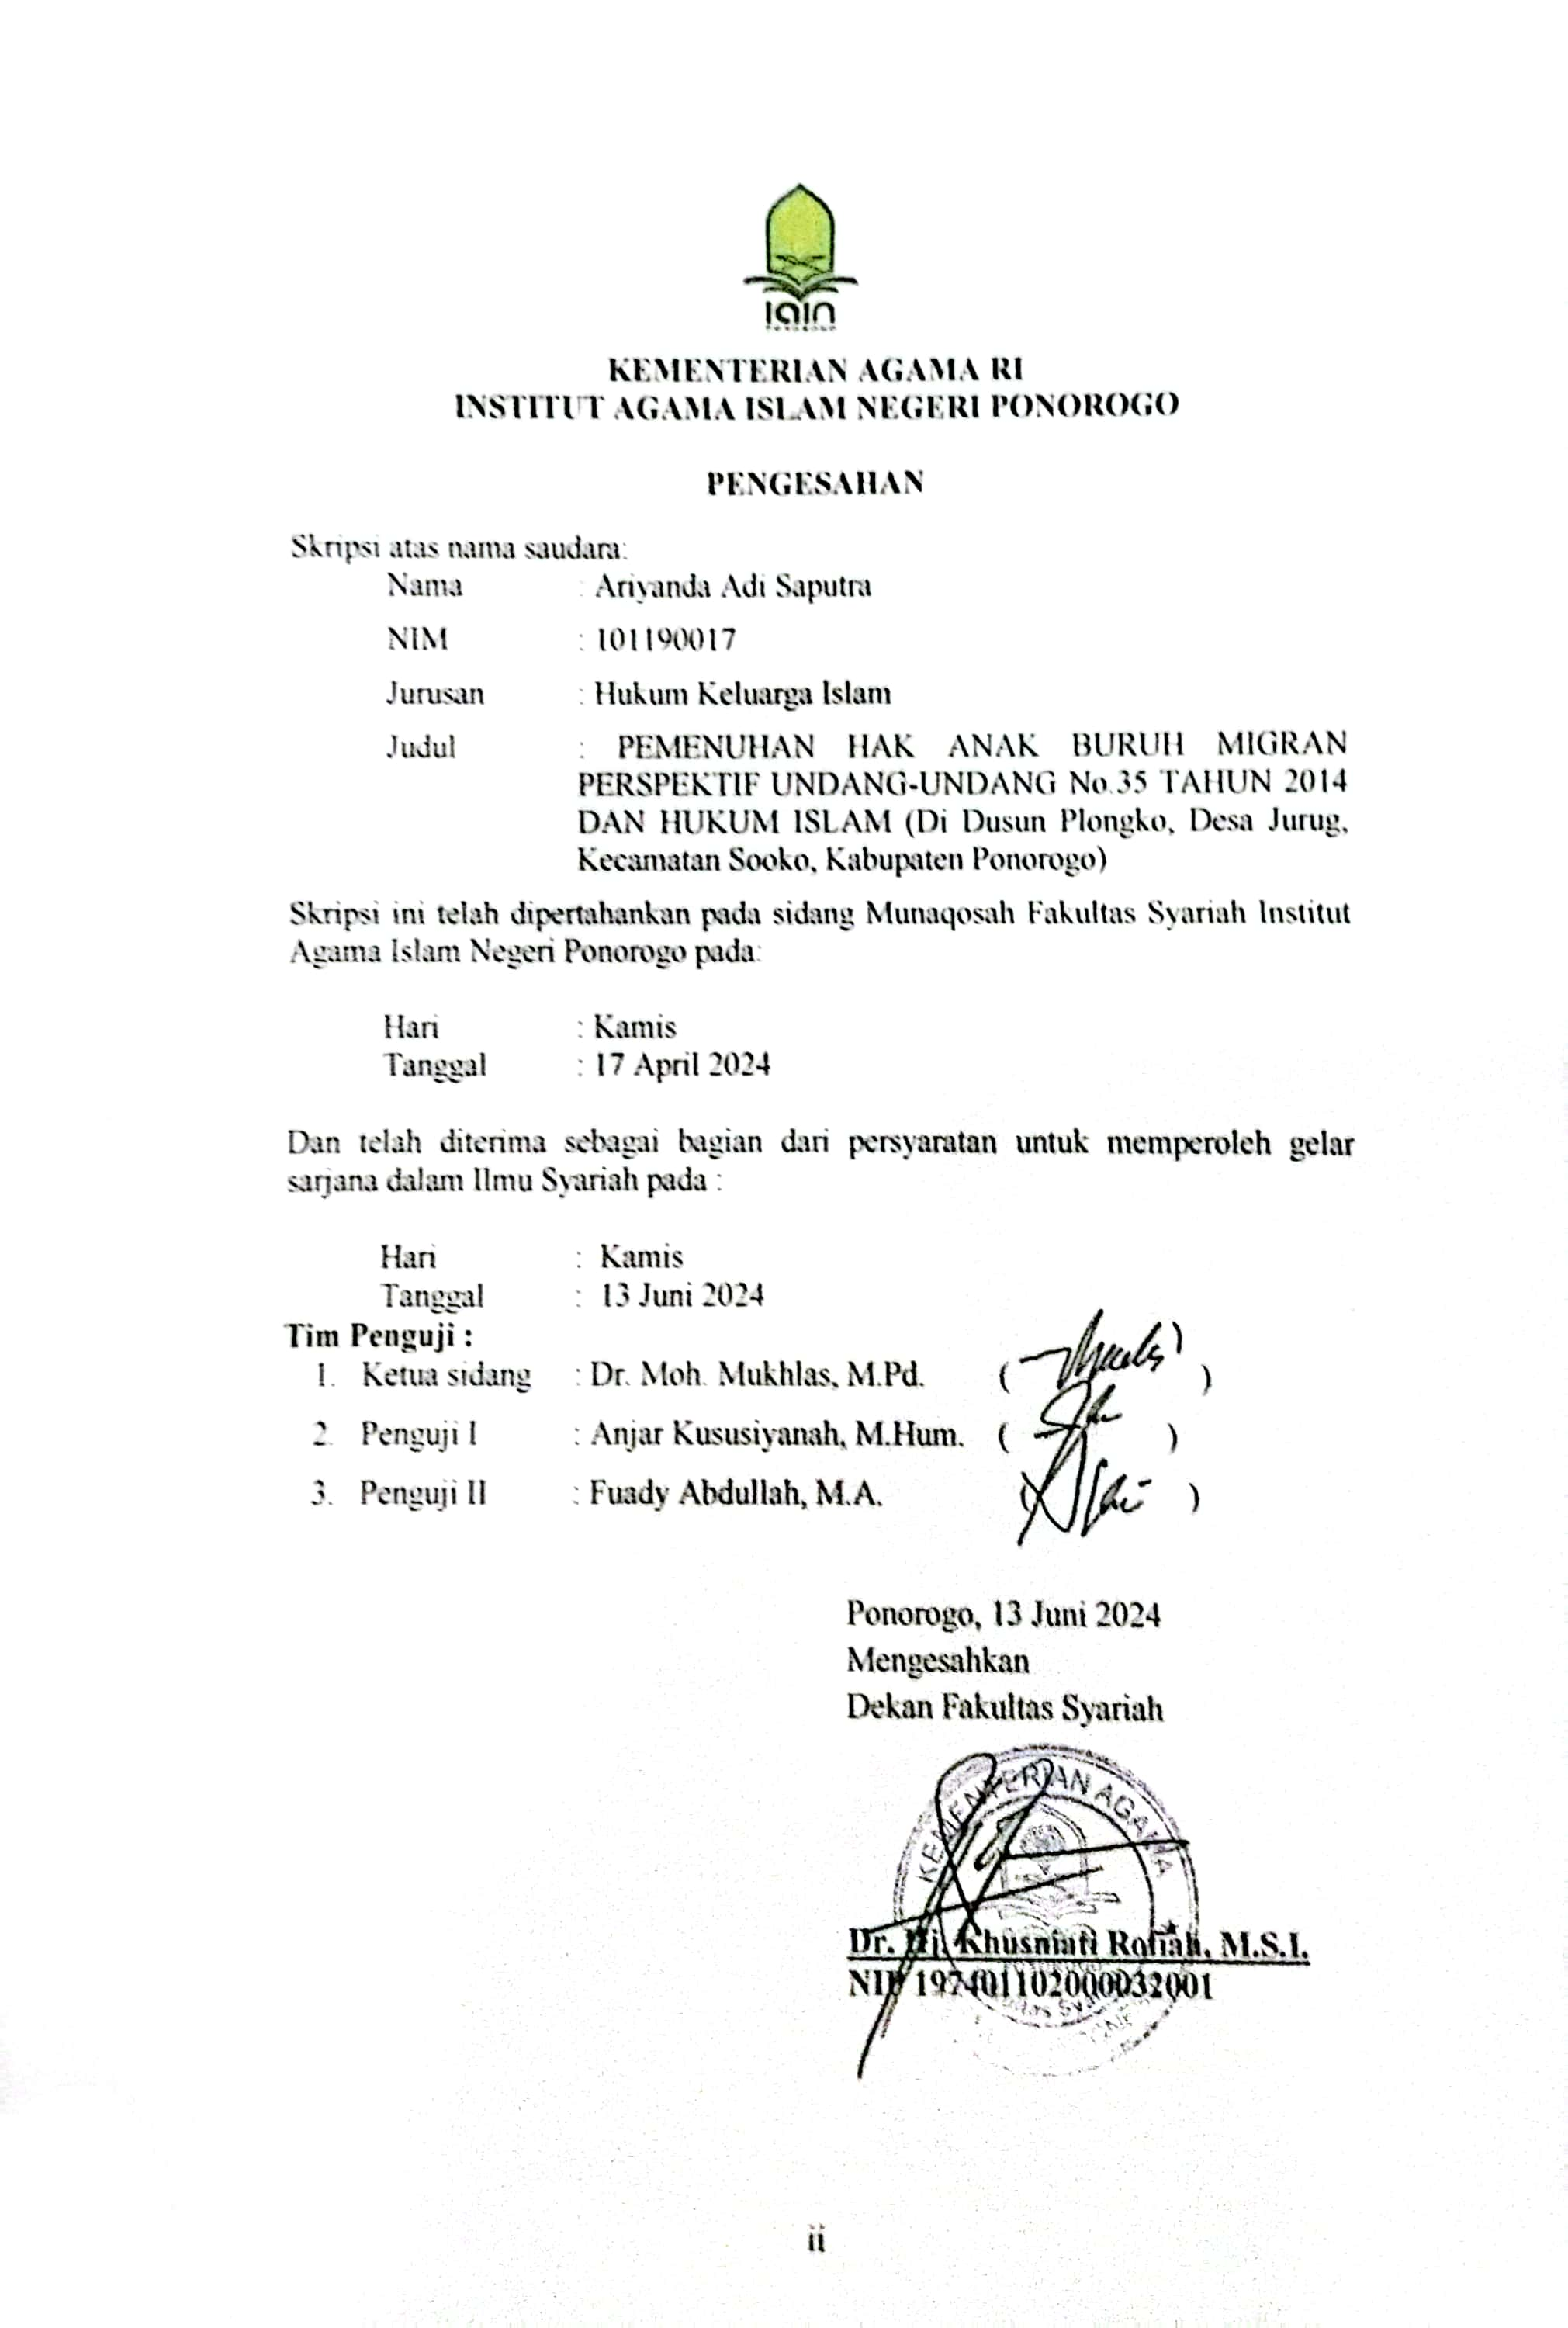 iain
PONOROGO
KEMENTERIAN AGAMA RI
INSTITUT AGAMA ISLAM NEGERI PONOROGO
PENGESAHAN
Skripsi atas nama saudara:
Nama : Ariyanda Adi Saputra
NIM : 101190017
Jurusan : Hukum Keluarga Islam
Judul : PEMENUHAN HAK ANAK BURUH MIGRAN
PERSPEKTIF UNDANG-UNDANG No.35 TAHUN 2014
DAN HUKUM ISLAM (Di Dusun Plongko, Desa Jurug,
Kecamatan Sooko, Kabupaten Ponorogo)
Skripsi ini telah dipertahankan pada sidang Munaqosah Fakultas Syariah Institut
Agama Islam Negeri Ponorogo pada:
Hari : Kamis
Tanggal : 17 April 2024
Dan telah diterima sebagai bagian dari persyaratan untuk memperoleh gelar
sarjana dalam Ilmu Syariah pada :
Hari : Kamis
Tanggal : 13 Juni 2024
Tim Penguji :
1. Ketua sidang : Dr. Moh. Mukhlas, M.Pd. ( )
2. Penguji I : Anjar Kususiyanah, M.Hum. ( )
3. Penguji II : Fuady Abdullah, M.A. ( )
Ponorogo, 13 Juni 2024
Mengesahkan
Dekan Fakultas Syariah
KEMENTERIAN AGAMA
Dr. Hj. Khusniati Rofiah, M.S.I.
NIP 197401102000032001
ii